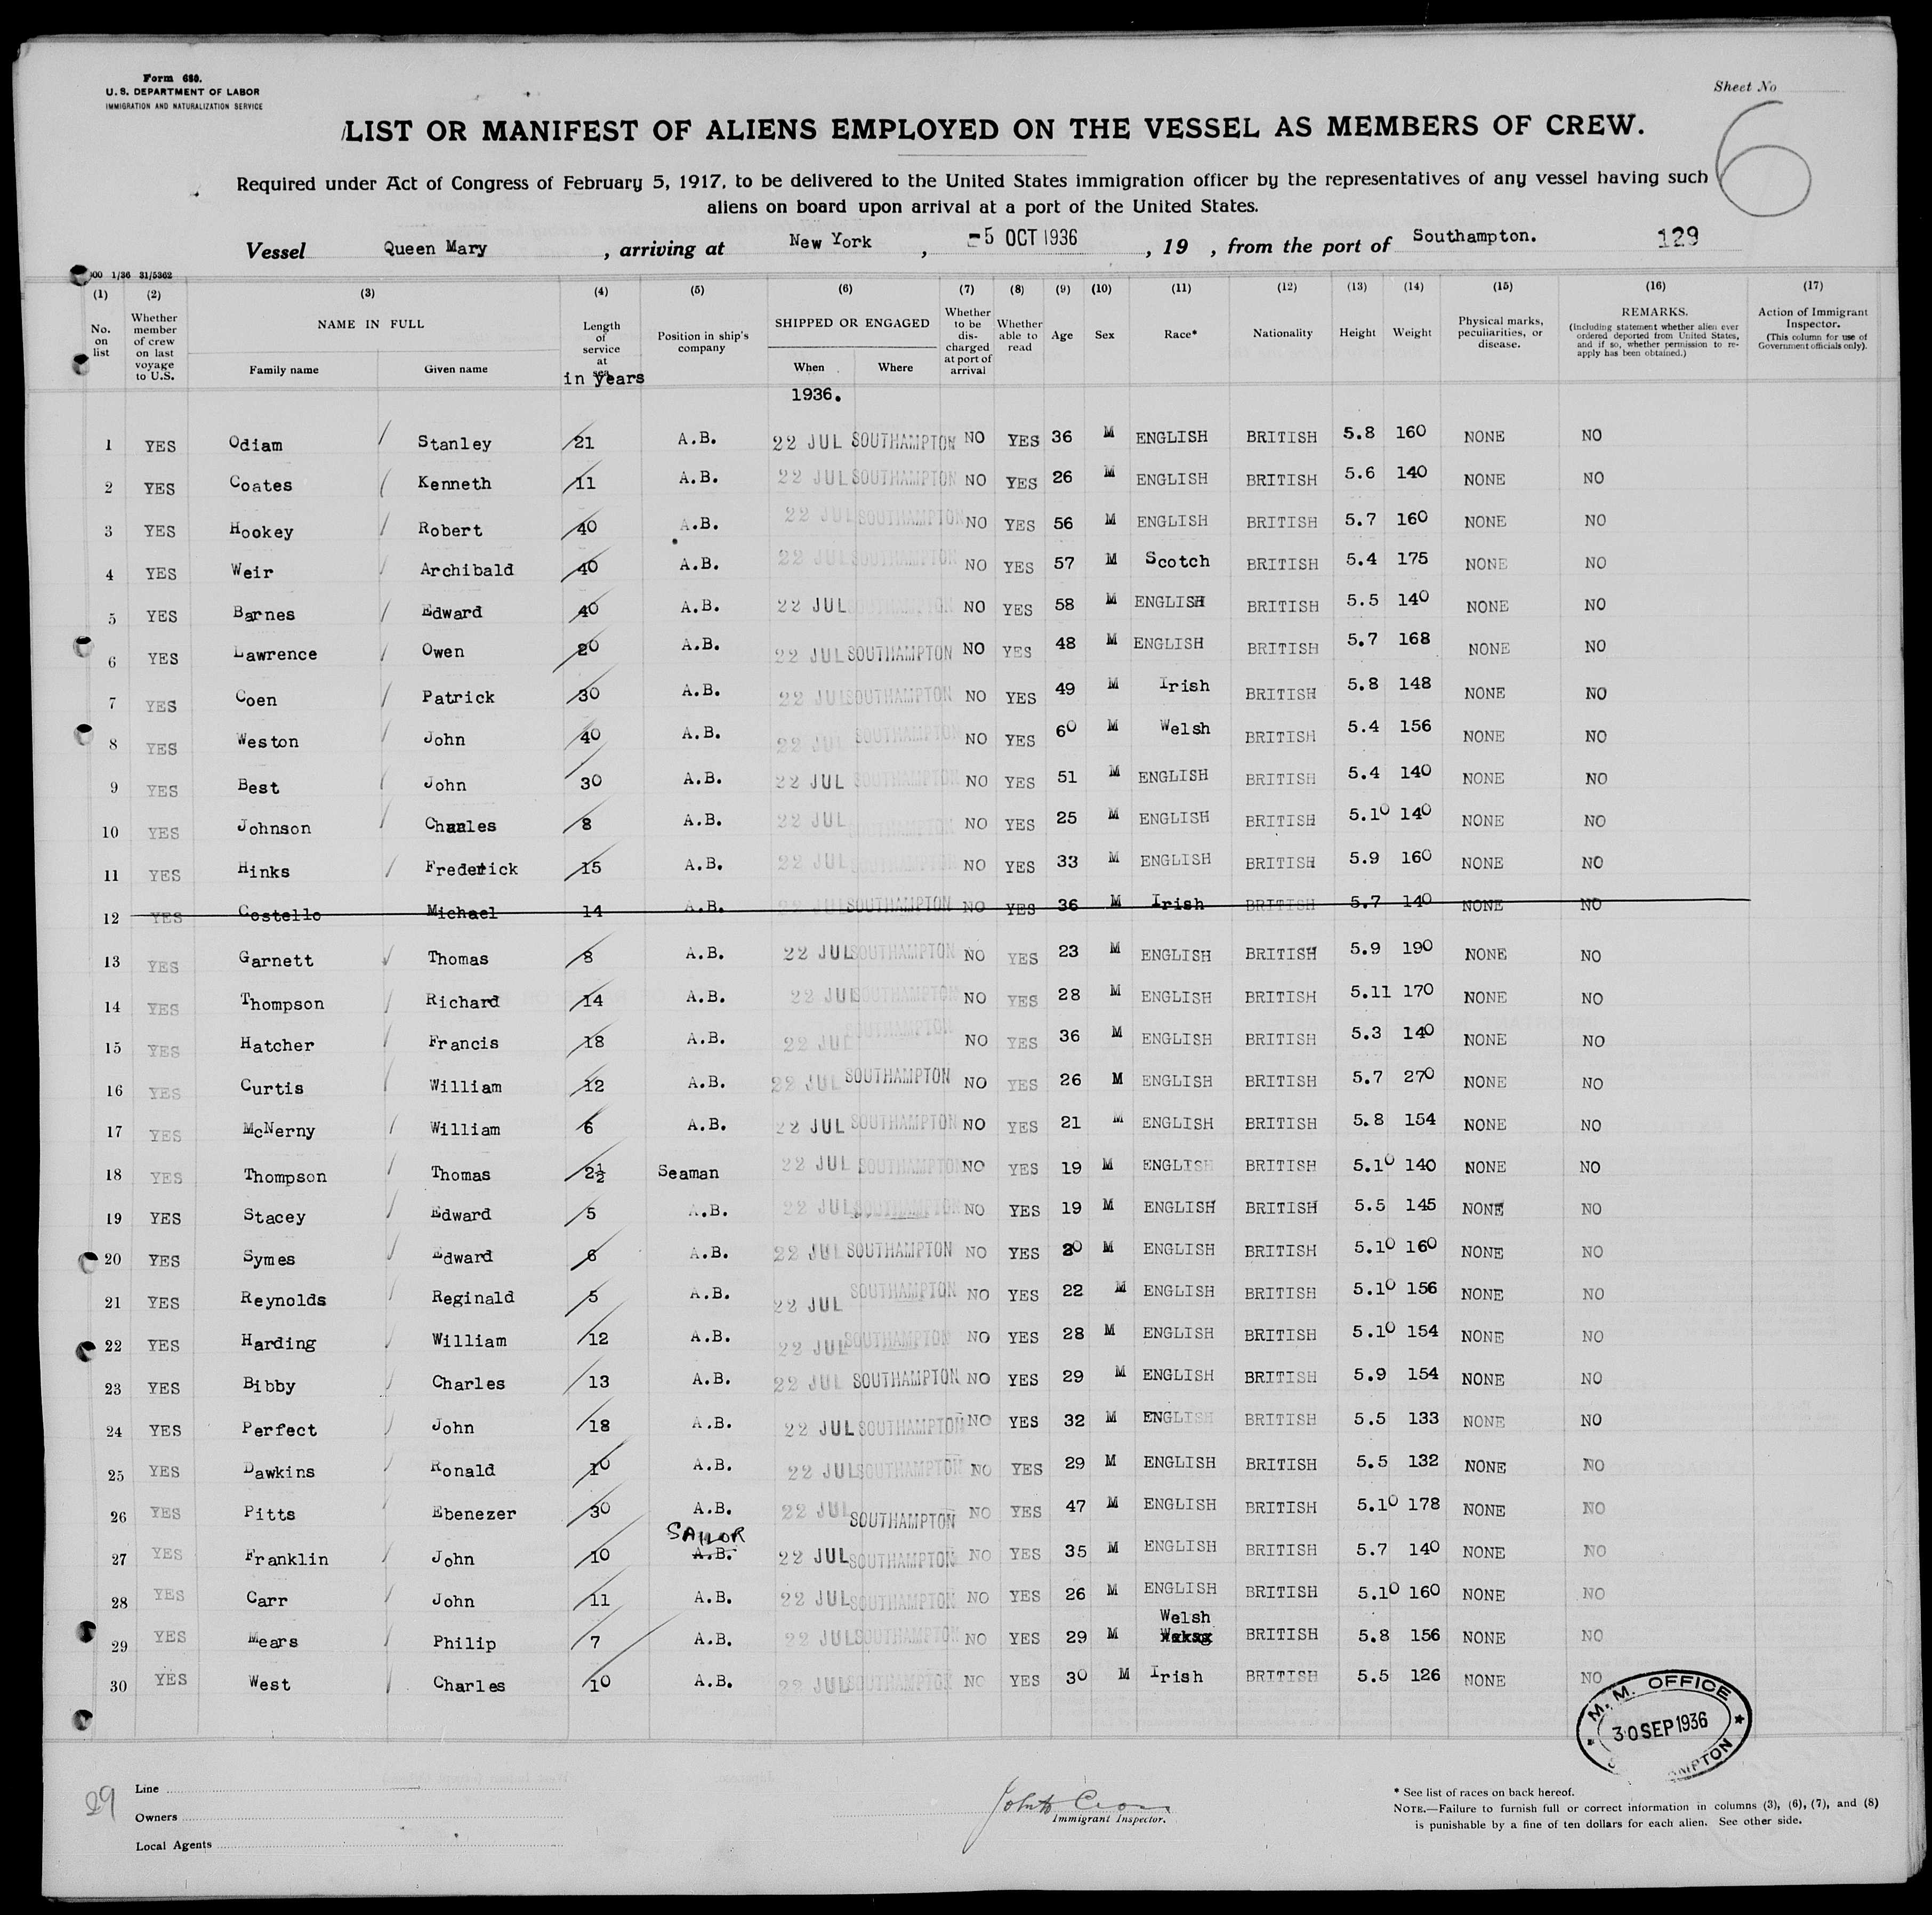 Form 680.
U. S. DEPARTMENT OF LABOR
IMMIGRATION AND NATURALIZATION SERVICE
Sheet No
6
LIST OR MANIFEST OF ALIENS EMPLOYED ON THE VESSEL AS MEMBERS OF CREW.
Required under Act of Congress of February 5, 1917, to be delivered to the United States immigration officer by the representatives of any vessel having such
aliens on board upon arrival at a port of the United States.
Vessel Queen Mary , arriving at New York , -5 OCT 1936 , 19 , from the port of Southampton. 129
00 1/36 31/5362
(1) (2) (3) (4) (5) (6) (7) (8) (9) (10) (11) (12) (13) (14) (15) (16) (17)
No. on list Whether member of crew on last voyage to U.S. NAME IN FULL Family name Given name Length of service at sea in years Position in ship's company SHIPPED OR ENGAGED When Where Whether to be discharged at port of arrival Whether able to read Age Sex Race* Nationality Height Weight Physical marks, peculiarities, or disease. REMARKS. (Including statement whether alien ever ordered deported from United States, and if so, whether permission to re-apply has been obtained.) Action of Immigrant Inspector. (This column for use of Government officials only).
1936.
1 YES Odiam Stanley 21 A.B. 22 JUL SOUTHAMPTON NO YES 36 M ENGLISH BRITISH 5.8 160 NONE NO
2 YES Coates Kenneth 11 A.B. 22 JUL SOUTHAMPTON NO YES 26 M ENGLISH BRITISH 5.6 140 NONE NO
3 YES Hookey Robert 40 A.B. 22 JUL SOUTHAMPTON NO YES 56 M ENGLISH BRITISH 5.7 160 NONE NO
4 YES Weir Archibald 40 A.B. 22 JUL SOUTHAMPTON NO YES 57 M Scotch BRITISH 5.4 175 NONE NO
5 YES Barnes Edward 40 A.B. 22 JUL SOUTHAMPTON NO YES 58 M ENGLISH BRITISH 5.5 140 NONE NO
6 YES Lawrence Owen 20 A.B. 22 JUL SOUTHAMPTON NO YES 48 M ENGLISH BRITISH 5.7 168 NONE NO
7 YES Coen Patrick 30 A.B. 22 JUL SOUTHAMPTON NO YES 49 M Irish BRITISH 5.8 148 NONE NO
8 YES Weston John 40 A.B. 22 JUL SOUTHAMPTON NO YES 60 M Welsh BRITISH 5.4 156 NONE NO
9 YES Best John 30 A.B. 22 JUL SOUTHAMPTON NO YES 51 M ENGLISH BRITISH 5.4 140 NONE NO
10 YES Johnson Charles 8 A.B. 22 JUL SOUTHAMPTON NO YES 25 M ENGLISH BRITISH 5.10 140 NONE NO
11 YES Hinks Frederick 15 A.B. 22 JUL SOUTHAMPTON NO YES 33 M ENGLISH BRITISH 5.9 160 NONE NO
12 YES Costello Michael 14 A.B. 22 JUL SOUTHAMPTON NO YES 36 M Irish BRITISH 5.7 140 NONE NO
13 YES Garnett Thomas 8 A.B. 22 JUL SOUTHAMPTON NO YES 23 M ENGLISH BRITISH 5.9 190 NONE NO
14 YES Thompson Richard 14 A.B. 22 JUL SOUTHAMPTON NO YES 28 M ENGLISH BRITISH 5.11 170 NONE NO
15 YES Hatcher Francis 18 A.B. 22 JUL SOUTHAMPTON NO YES 36 M ENGLISH BRITISH 5.3 140 NONE NO
16 YES Curtis William 12 A.B. 22 JUL SOUTHAMPTON NO YES 26 M ENGLISH BRITISH 5.7 270 NONE NO
17 YES McNerny William 6 A.B. 22 JUL SOUTHAMPTON NO YES 21 M ENGLISH BRITISH 5.8 154 NONE NO
18 YES Thompson Thomas 2½ Seaman 22 JUL SOUTHAMPTON NO YES 19 M ENGLISH BRITISH 5.10 140 NONE NO
19 YES Stacey Edward 5 A.B. 22 JUL SOUTHAMPTON NO YES 19 M ENGLISH BRITISH 5.5 145 NONE NO
20 YES Symes Edward 6 A.B. 22 JUL SOUTHAMPTON NO YES 20 M ENGLISH BRITISH 5.10 160 NONE NO
21 YES Reynolds Reginald 5 A.B. 22 JUL SOUTHAMPTON NO YES 22 M ENGLISH BRITISH 5.10 156 NONE NO
22 YES Harding William 12 A.B. 22 JUL SOUTHAMPTON NO YES 28 M ENGLISH BRITISH 5.10 154 NONE NO
23 YES Bibby Charles 13 A.B. 22 JUL SOUTHAMPTON NO YES 29 M ENGLISH BRITISH 5.9 154 NONE NO
24 YES Perfect John 18 A.B. 22 JUL SOUTHAMPTON NO YES 32 M ENGLISH BRITISH 5.5 133 NONE NO
25 YES Dawkins Ronald 10 A.B. 22 JUL SOUTHAMPTON NO YES 29 M ENGLISH BRITISH 5.5 132 NONE NO
26 YES Pitts Ebenezer 30 A.B. 22 JUL SOUTHAMPTON NO YES 47 M ENGLISH BRITISH 5.10 178 NONE NO
SAILOR
27 YES Franklin John 10 A.B. 22 JUL SOUTHAMPTON NO YES 35 M ENGLISH BRITISH 5.7 140 NONE NO
28 YES Carr John 11 A.B. 22 JUL SOUTHAMPTON NO YES 26 M ENGLISH BRITISH 5.10 160 NONE NO
Welsh
29 YES Mears Philip 7 A.B. 22 JUL SOUTHAMPTON NO YES 29 M BRITISH 5.8 156 NONE NO
30 YES West Charles 10 A.B. 22 JUL SOUTHAMPTON NO YES 30 M Irish BRITISH 5.5 126 NONE NO
M. M. OFFICE
30 SEP 1936
29
Line
Owners
Local Agents
Immigrant Inspector.
* See list of races on back hereof.
NOTE.—Failure to furnish full or correct information in columns (3), (6), (7), and (8)
is punishable by a fine of ten dollars for each alien. See other side.